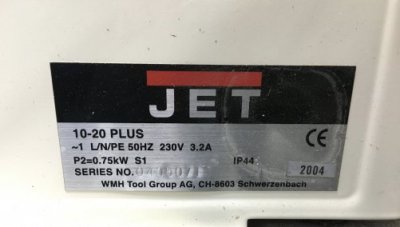 JET
10-20 PLUS
~1 L/N/PE 50HZ 230V 3.2A
P2=0.75kW S1 IP44
SERIES NO. 2004
WMH Tool Group AG, CH-8603 Schwerzenbach
CE